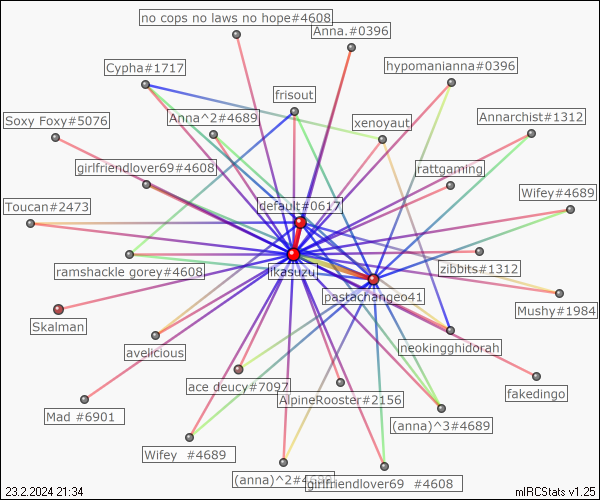 no cops no laws no hope#4608
Anna.#0396
Cypha#1717
hypomanianna#0396
frisout
Soxy Foxy#5076
Anna^2#4689
xenoyaut
Annarchist#1312
girlfriendlover69#4608
rattgaming
Toucan#2473
default#0617
Wifey#4689
ramshackle gorey#4608
jikasuzu
zibbits#1312
pastachangeo41
Mushy#1984
Skalman
avelicious
neokingghidorah
ace deucy#7097
AlpineRooster#2156
fakedingo
Mad #6901
(anna)^3#4689
Wifey #4689
(anna)^2#4689
girlfriendlover69 #4608
23.2.2024 21:34
mIRCStats v1.25